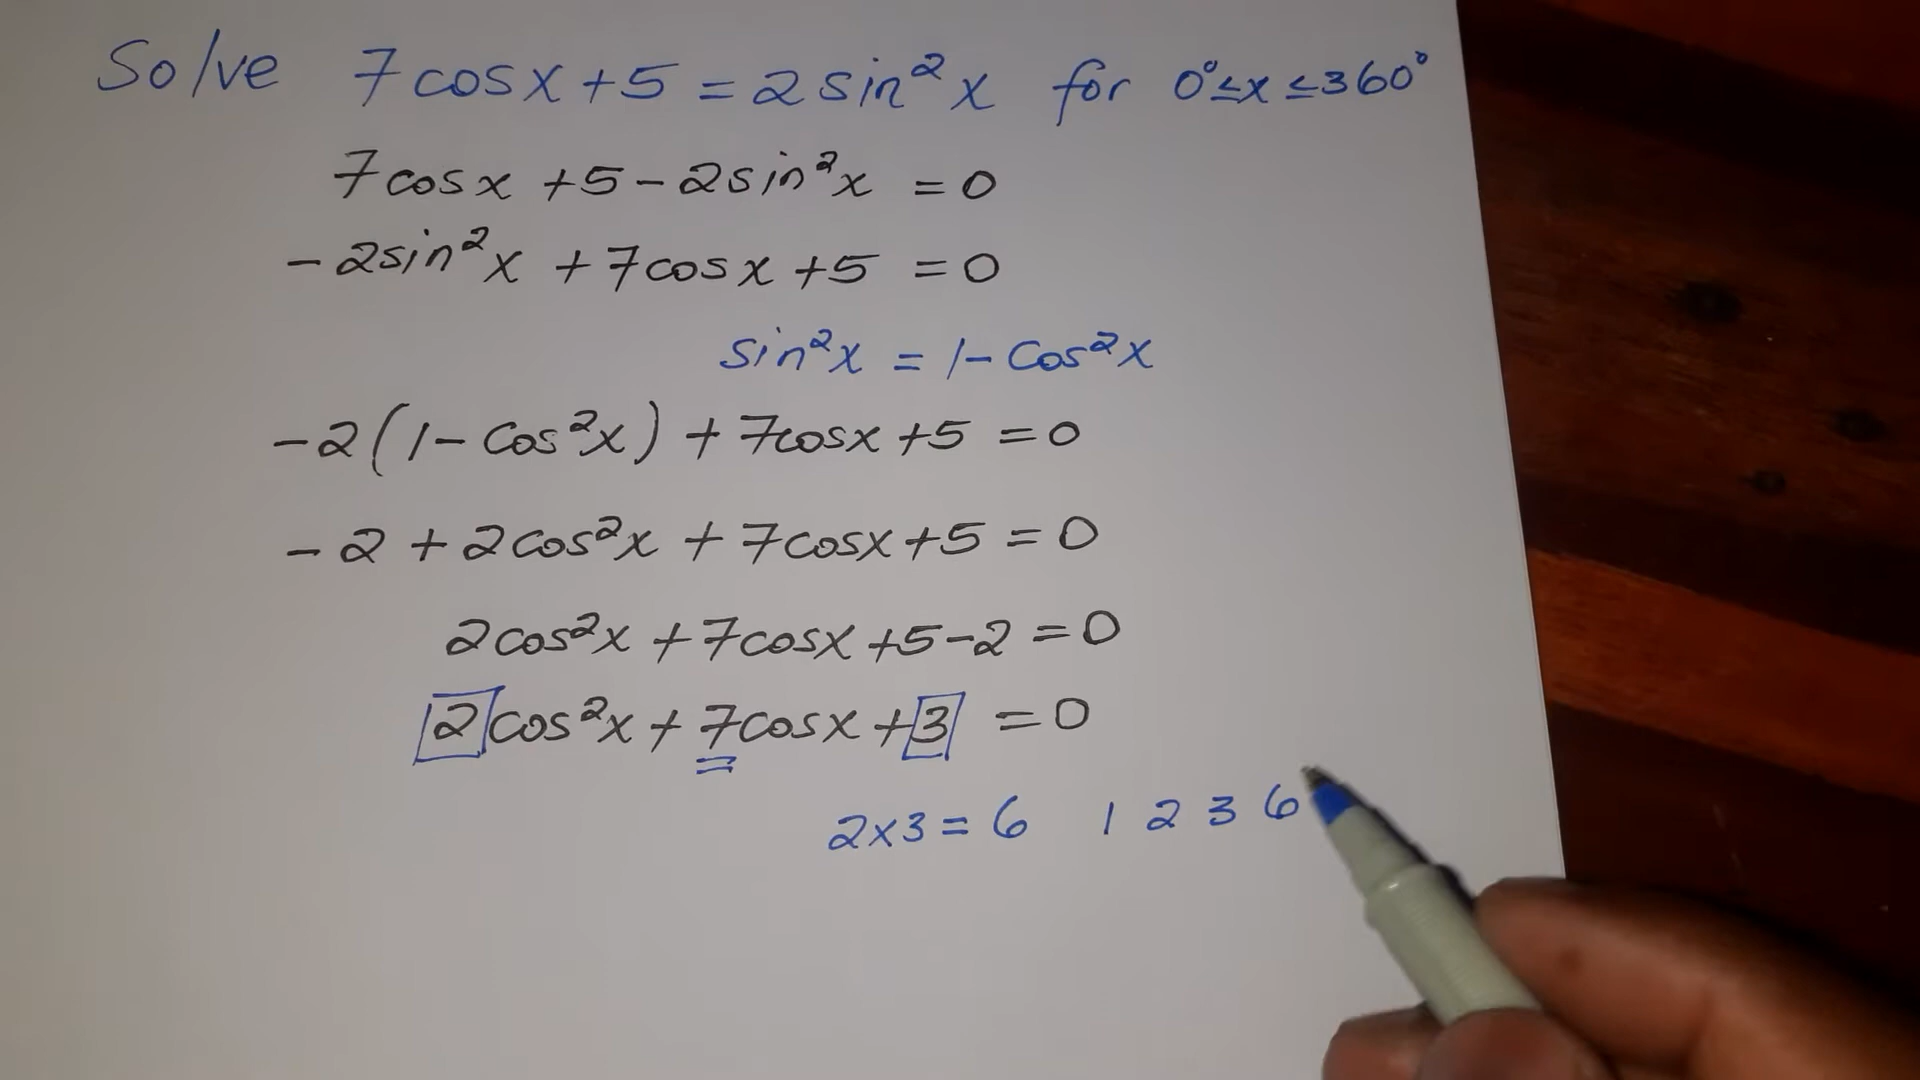 Solve 7cosx+5=2sin²x for 0°≤x≤360°
7cosx+5-2sin²x=0
-2sin²x+7cosx+5=0
sin²x=1-cos²x
-2(1-cos²x)+7cosx+5=0
-2+2cos²x+7cosx+5=0
2cos²x+7cosx+5-2=0
2cos²x+7cosx+3=0
2x3=6 1 2 3 6